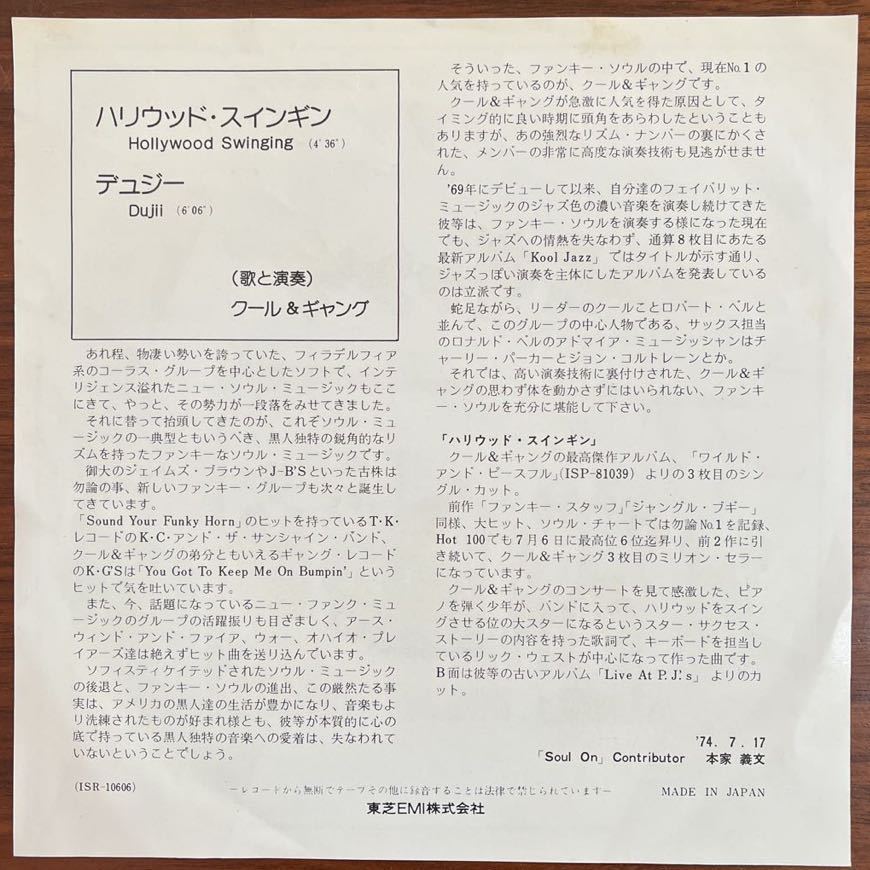 ハリウッド・スインギン
Hollywood Swinging (4'36")
デュジー
Dujii (6'06")
(歌と演奏)
クール&ギャング
あれ程、物凄い勢いを誇っていた、フィラデルフィア
系のコーラス・グループを中心としたソフトで、インテ
リジェンス溢れたニュー・ソウル・ミュージックもここ
にきて、やっと、その勢力が一段落をみせてきました。
それに替って抬頭してきたのが、これぞソウル・ミュ
ージックの一典型ともいうべき、黒人独特の鋭角的なリ
ズムを持ったファンキーなソウル・ミュージックです。
御大のジェイムズ・ブラウンやJ-B'Sといった古株は
勿論の事、新しいファンキー・グループも次々と誕生し
てきています。
「Sound Your Funky Horn」のヒットを持っているT・K・
レコードのK・C・アンド・ザ・サンシャイン・バンド、
クール&ギャングの弟分ともいえるギャング・レコード
のK・G'Sは「You Got To Keep Me On Bumpin'」という
ヒットで気を吐いています。
また、今、話題になっているニュー・ファンク・ミュ
ージックのグループの活躍振りも目ざましく、アース・
ウィンド・アンド・ファイア、ウォー、オハイオ・プレ
イアーズ達は絶えずヒット曲を送り込んでいます。
ソフィスティケイテッドされたソウル・ミュージック
の後退と、ファンキー・ソウルの進出、この厳然たる事
実は、アメリカの黒人達の生活が豊かになり、音楽もよ
り洗練されたものが好まれ様とも、彼等が本質的に心の
底で持っている黒人独特の音楽への愛着は、失なわれて
いないということでしょう。
そういった、ファンキー・ソウルの中で、現在No.1の
人気を持っているのが、クール&ギャングです。
クール&ギャングが急激に人気を得た原因として、タ
イミング的に良い時期に頭角をあらわしたということも
ありますが、あの強烈なリズム・ナンバーの裏にかくさ
れた、メンバーの非常に高度な演奏技術も見逃がせませ
ん。
'69年にデビューして以来、自分達のフェイバリット・
ミュージックのジャズ色の濃い音楽を演奏し続けてきた
彼等は、ファンキー・ソウルを演奏する様になった現在
でも、ジャズへの情熱を失なわず、通算8枚目にあたる
最新アルバム「Kool Jazz」ではタイトルが示す通り、
ジャズっぽい演奏を主体にしたアルバムを発表している
のは立派です。
蛇足ながら、リーダーのクールことロバート・ベルと
並んで、このグループの中心人物である、サックス担当
のロナルド・ベルのアドマイア・ミュージッシャンはチ
ャーリー・パーカーとジョン・コルトレーンとか。
それでは、高い演奏技術に裏付けされた、クール&ギ
ャングの思わず体を動かさずにはいられない、ファンキ
ー・ソウルを充分に堪能して下さい。
「ハリウッド・スインギン」
クール&ギャングの最高傑作アルバム、「ワイルド・
アンド・ピースフル」(ISP-81039)よりの3枚目のシン
グル・カット。
前作「ファンキー・スタッフ」「ジャングル・ブギー」
同様、大ヒット、ソウル・チャートでは勿論No.1を記録、
Hot 100でも7月6日に最高位6位迄昇り、前2作に引
き続いて、クール&ギャング3枚目のミリオン・セラー
になっています。
クール&ギャングのコンサートを見て感激した、ピア
ノを弾く少年が、バンドに入って、ハリウッドをスイン
グさせる位の大スターになるというスター・サクセス・
ストーリーの内容を持った歌詞で、キーボードを担当し
ているリック・ウェストが中心になって作った曲です。
B面は彼等の古いアルバム「Live At P.J.'s」よりのカ
ット。
'74.7.17
「Soul On」Contributor 本家 義文
(ISR-10606)
―レコードから無断でテープその他に録音することは法律で禁じられています―
MADE IN JAPAN
東芝EMI株式会社